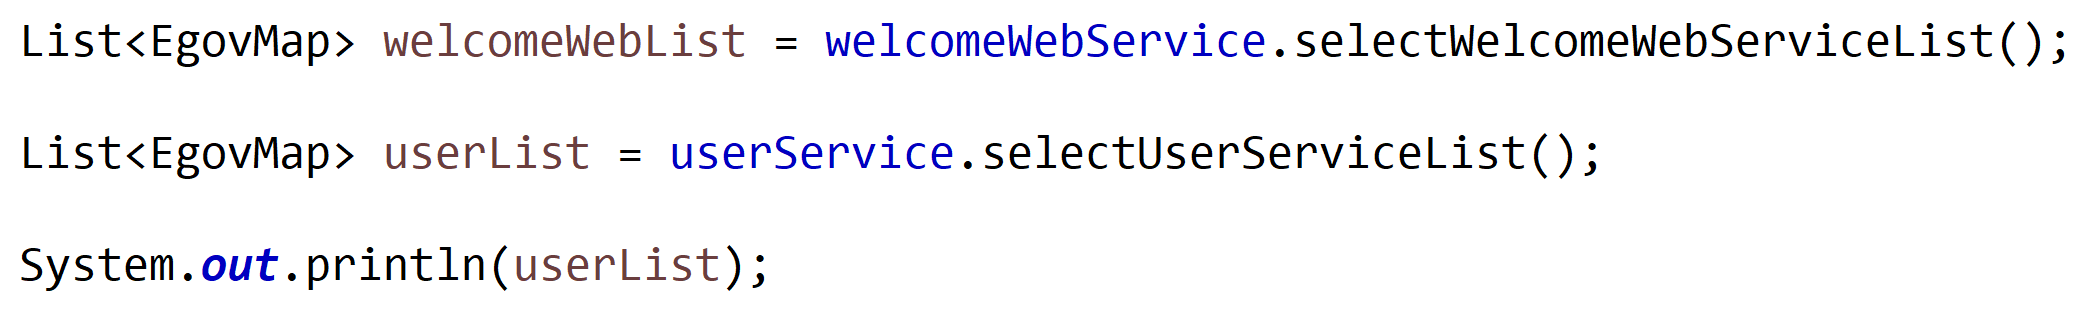 List<EgovMap> welcomeWebList = welcomeWebService.selectWelcomeWebServiceList();
List<EgovMap> userList = userService.selectUserServiceList();
System.out.println(userList);